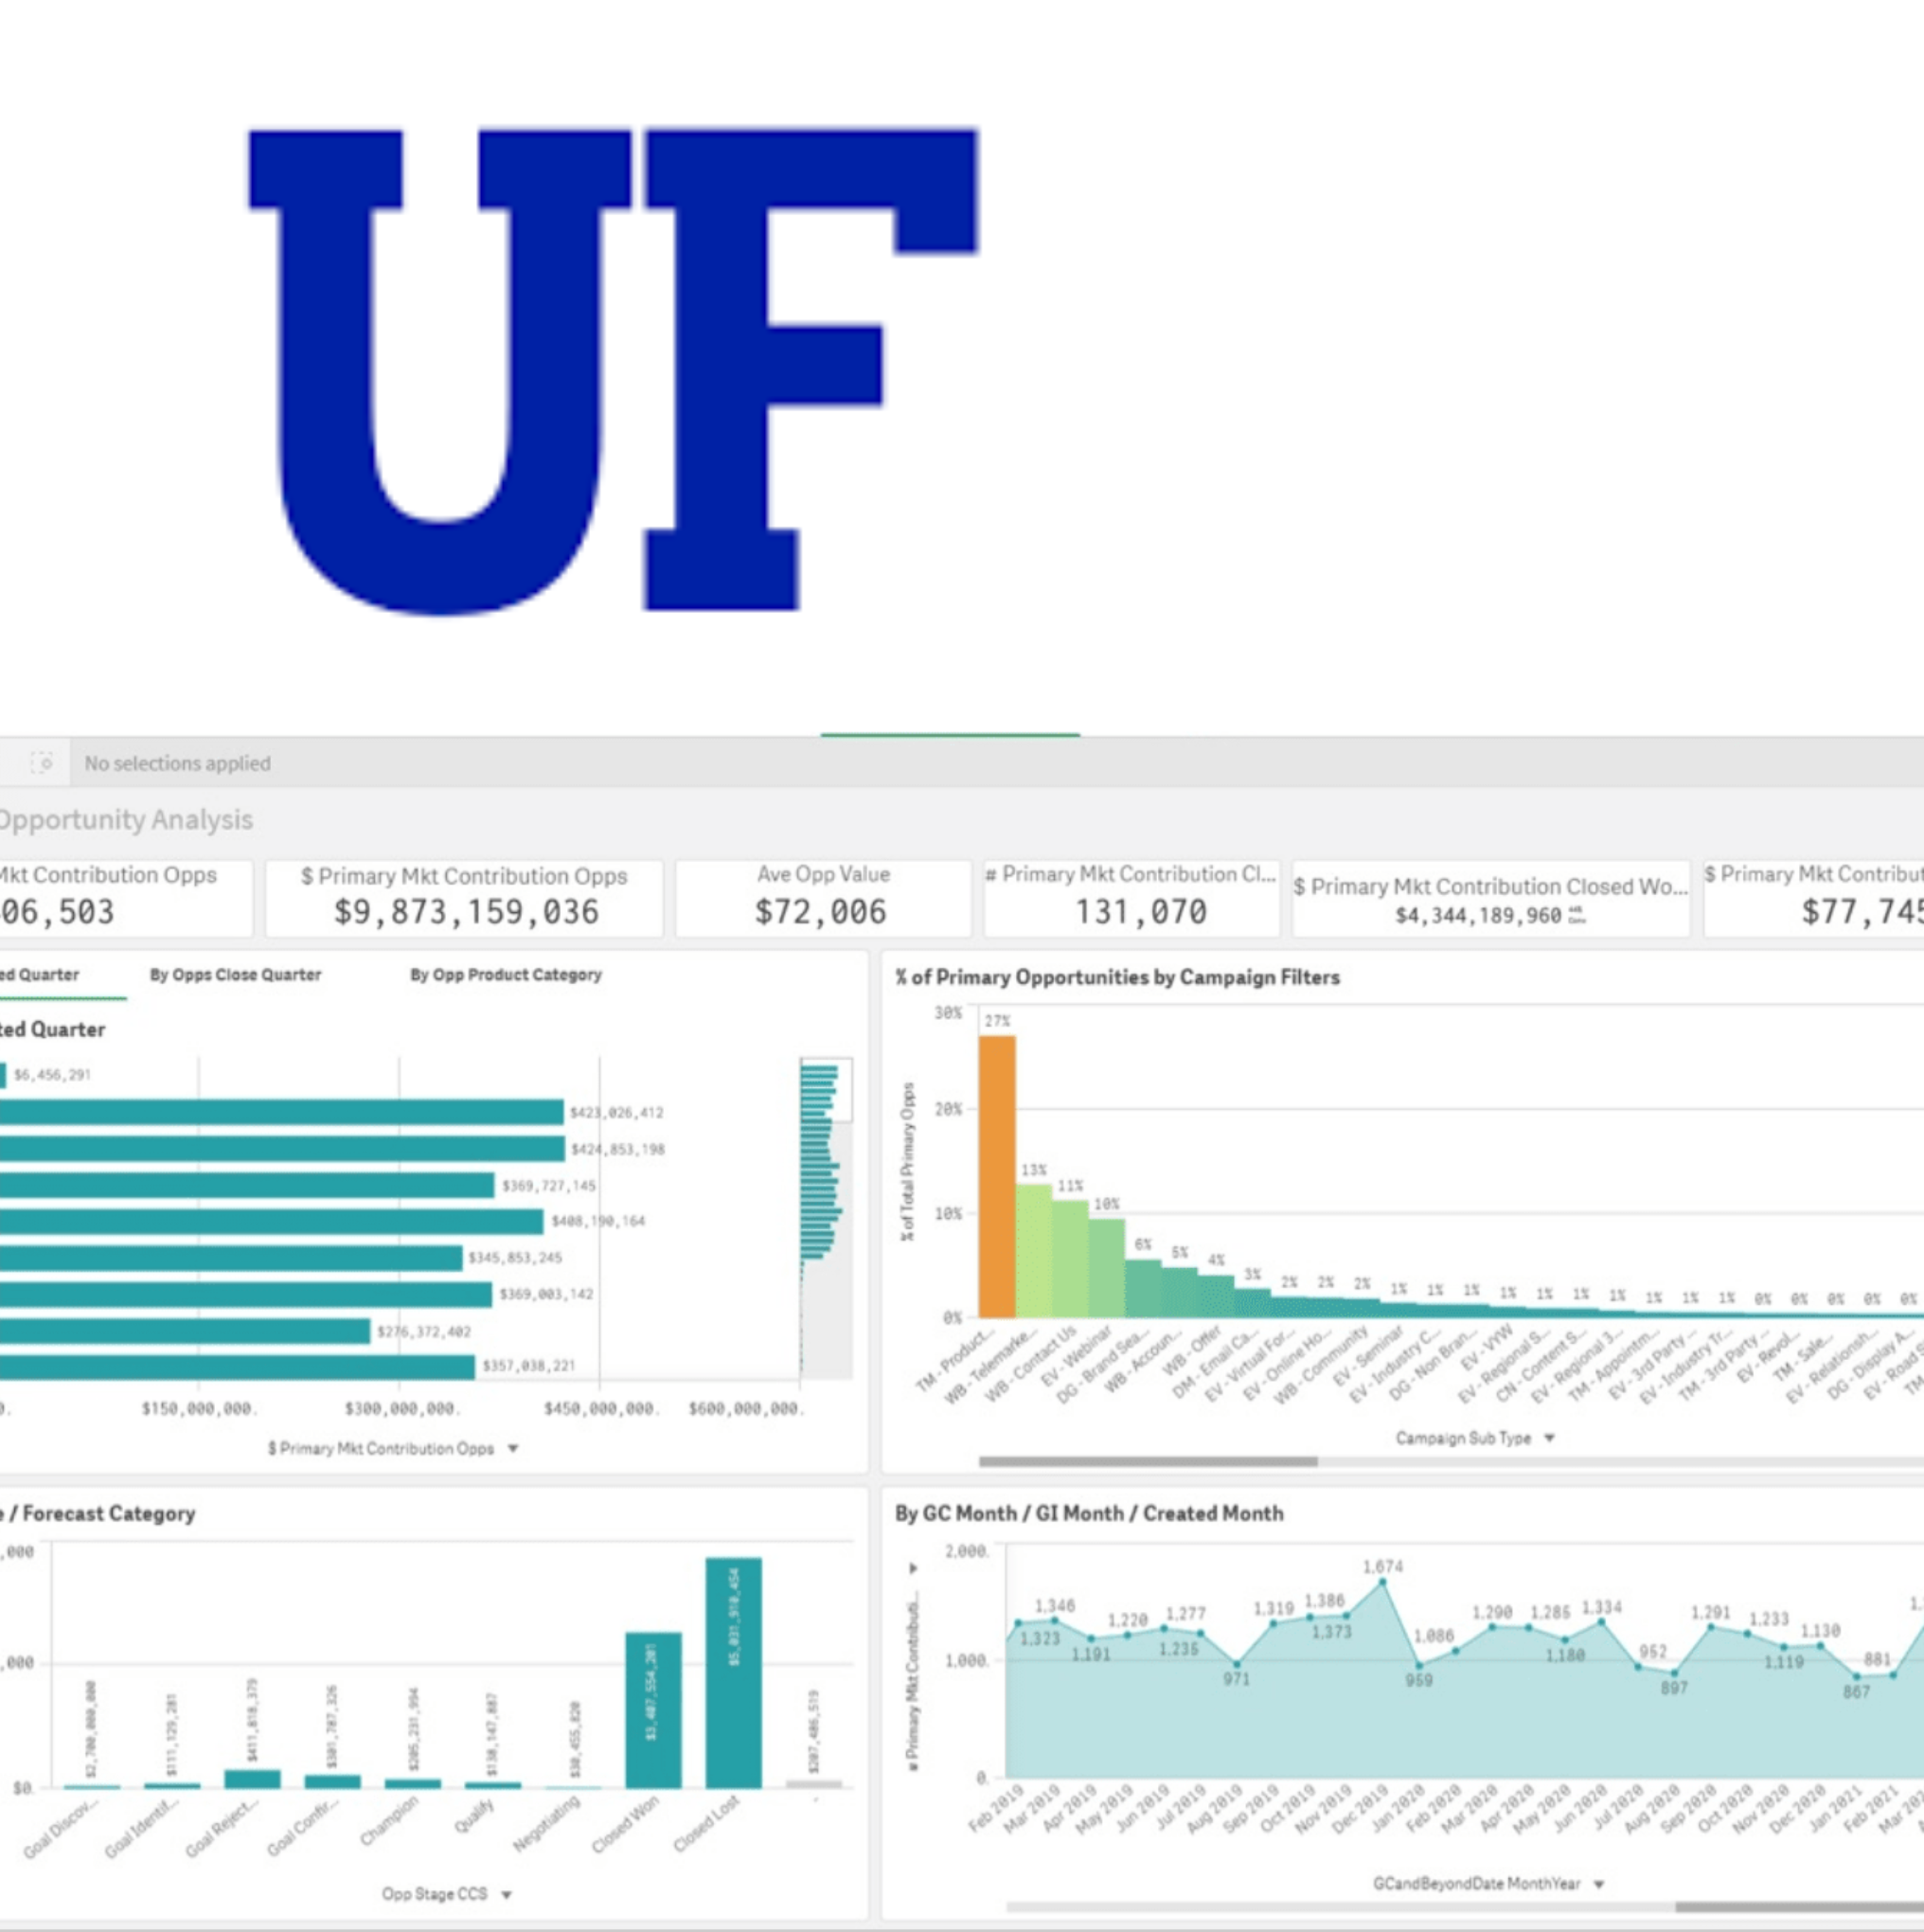 UF
No selections applied
Opportunity Analysis
Mkt Contribution Opps
06,503
$ Primary Mkt Contribution Opps
$9,873,159,036
Ave Opp Value
$72,006
# Primary Mkt Contribution Cl...
131,070
$ Primary Mkt Contribution Closed Wo...
$4,344,189,960
$ Primary Mkt Contribut
$77,745
ed Quarter
By Opps Close Quarter
By Opp Product Category
ted Quarter
$6,456,291
$423,026,412
$424,853,198
$369,727,145
$408,190,164
$345,853,245
$369,003,142
$276,372,402
$357,038,221
0.
$150,000,000.
$300,000,000.
$450,000,000.
$600,000,000.
$ Primary Mkt Contribution Opps
% of Primary Opportunities by Campaign Filters
% of Total Primary Opps
30%
20%
10%
0%
27%
13%
11%
10%
6%
5%
4%
3%
2%
2%
2%
1%
1%
1%
1%
1%
1%
1%
1%
1%
1%
0%
0%
0%
0%
0%
TM - Product...
WB - Telemarke...
WB - Contact Us
EV - Webinar
DG - Brand Sea...
WB - Accoun...
WB - Offer
DM - Email Ca...
EV - Virtual For...
EV - Online Ho...
WB - Community
EV - Seminar
EV - Industry C...
DG - Non Bran...
EV - VYW
EV - Regional S...
CN - Content S...
EV - Regional 3...
TM - Appointm...
EV - 3rd Party ...
EV - Industry Tr...
TM - 3rd Party...
EV - Revol...
TM - Sale...
EV - Relationsh...
DG - Display A...
EV - Road S
TM
Campaign Sub Type
e / Forecast Category
,000
,000
$0.
$2,700,000,000
$111,129,281
$411,818,379
$301,787,326
$205,231,994
$138,147,887
$30,455,820
$3,407,554,201
$5,031,910,454
$207,486,519
Goal Discov...
Goal Identif...
Goal Reject...
Goal Confir...
Champion
Qualify
Negotiating
Closed Won
Closed Lost
-
Opp Stage CCS
By GC Month / GI Month / Created Month
# Primary Mkt Contributi...
2,000.
1,000.
0.
1,323
1,346
1,191
1,220
1,277
1,235
971
1,319
1,386
1,373
1,674
959
1,086
1,290
1,285
1,180
1,334
952
897
1,291
1,233
1,119
1,130
867
881
Feb 2019
Mar 2019
Apr 2019
May 2019
Jun 2019
Jul 2019
Aug 2019
Sep 2019
Oct 2019
Nov 2019
Dec 2019
Jan 2020
Feb 2020
Mar 2020
Apr 2020
May 2020
Jun 2020
Jul 2020
Aug 2020
Sep 2020
Oct 2020
Nov 2020
Dec 2020
Jan 2021
Feb 2021
Mar 202
GCandBeyondDate MonthYear